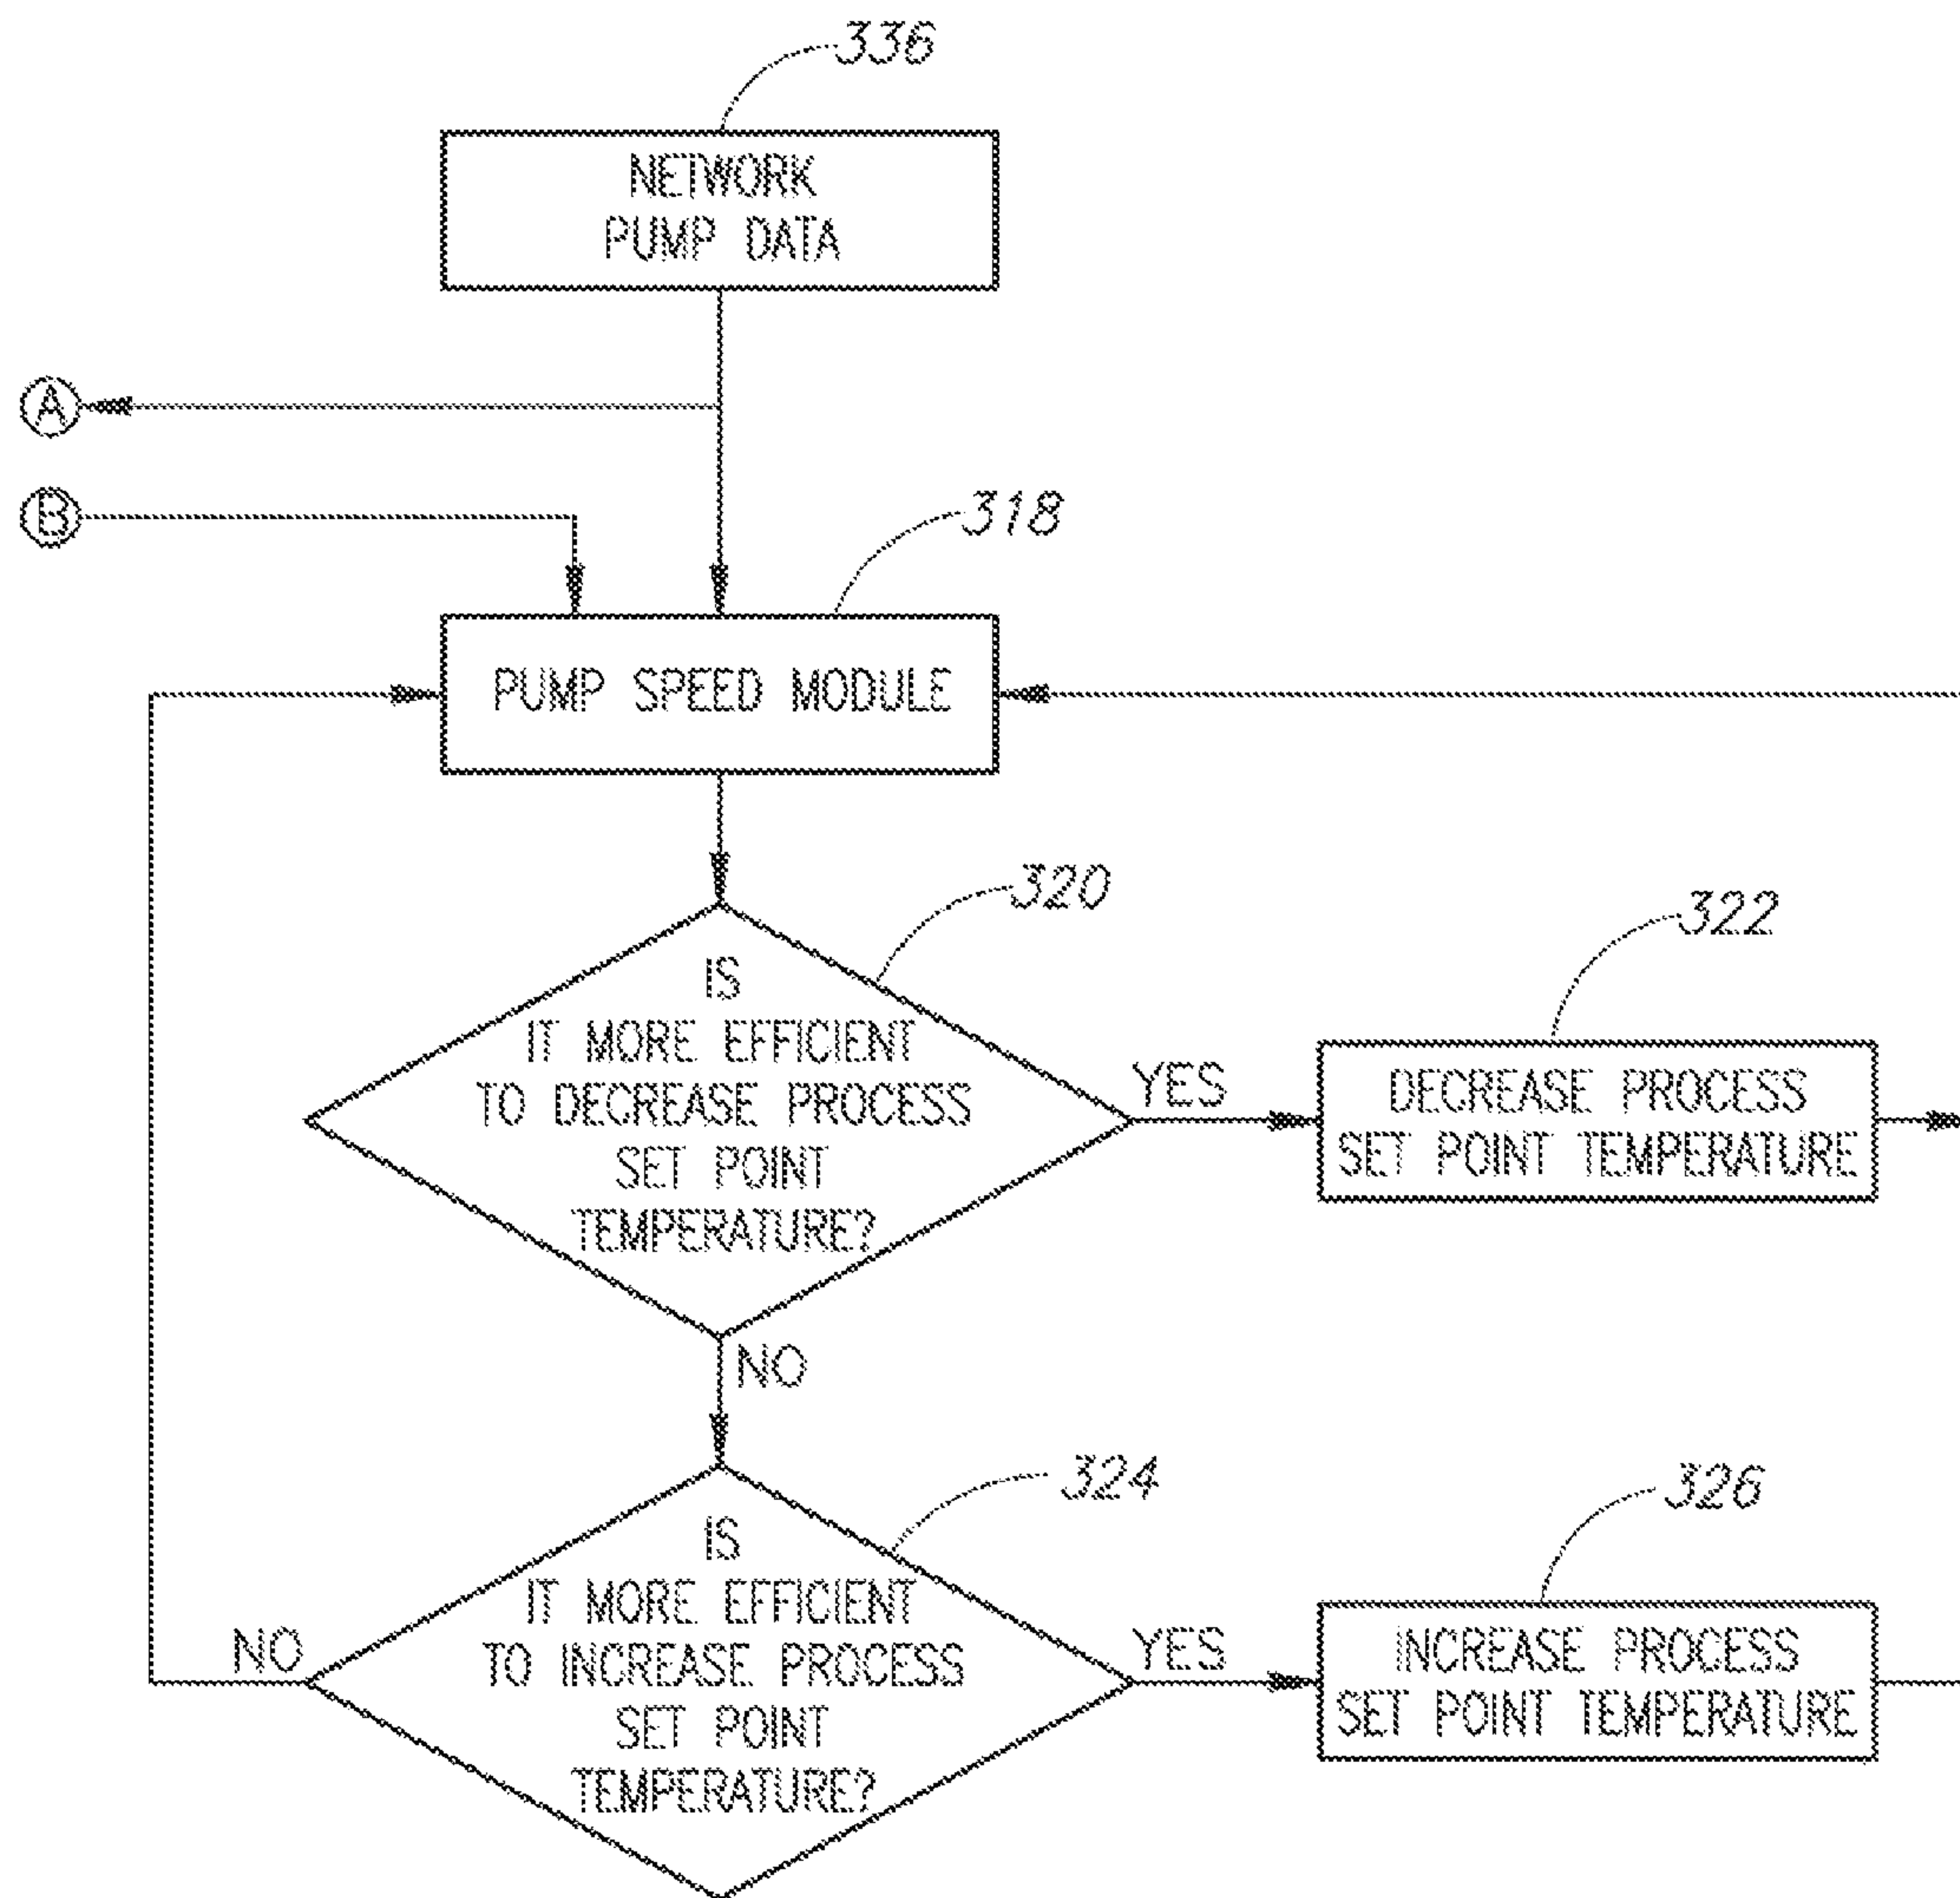 336
NETWORK
PUMP DATA
A
B
318
PUMP SPEED MODULE
320
IS
IT MORE EFFICIENT
TO DECREASE PROCESS
SET POINT
TEMPERATURE?
YES
322
DECREASE PROCESS
SET POINT TEMPERATURE
NO
324
IS
IT MORE EFFICIENT
TO INCREASE PROCESS
SET POINT
TEMPERATURE?
NO
YES
326
INCREASE PROCESS
SET POINT TEMPERATURE